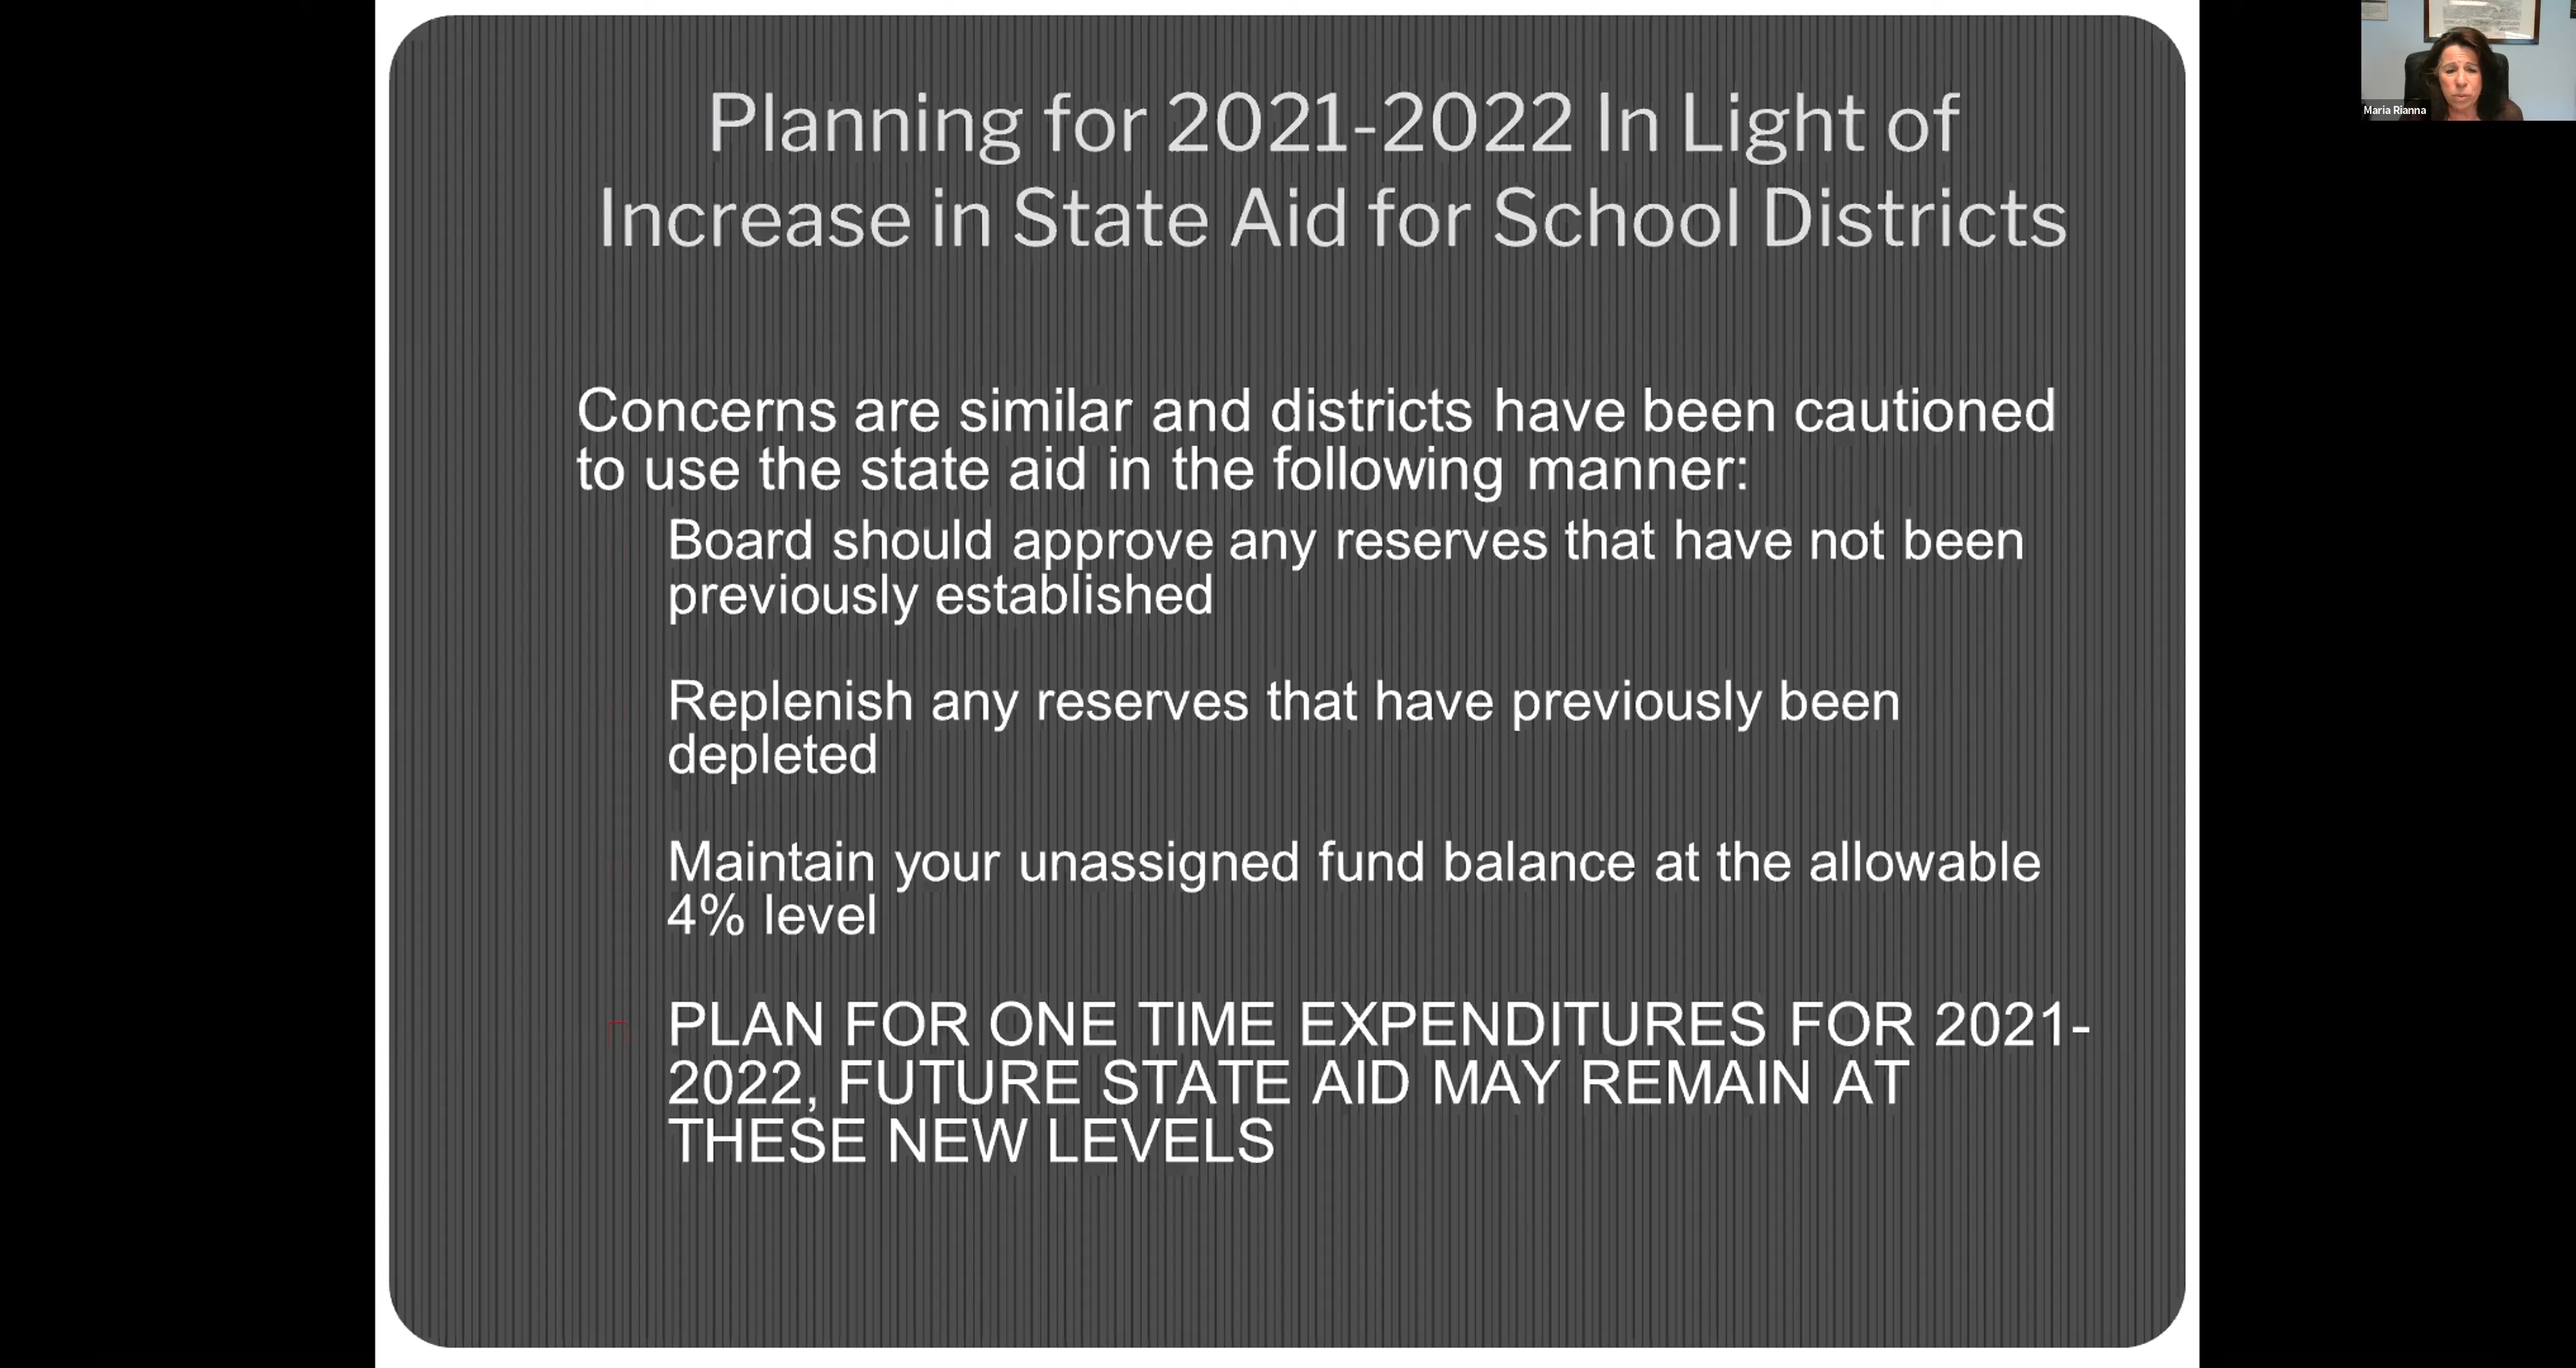 Planning for 2021-2022 In Light of
Increase in State Aid for School Districts
Concerns are similar and districts have been cautioned
to use the state aid in the following manner:
Board should approve any reserves that have not been
previously established
Replenish any reserves that have previously been
depleted
Maintain your unassigned fund balance at the allowable
4% level
PLAN FOR ONE TIME EXPENDITURES FOR 2021-
2022, FUTURE STATE AID MAY REMAIN AT
THESE NEW LEVELS
Maria Rianna